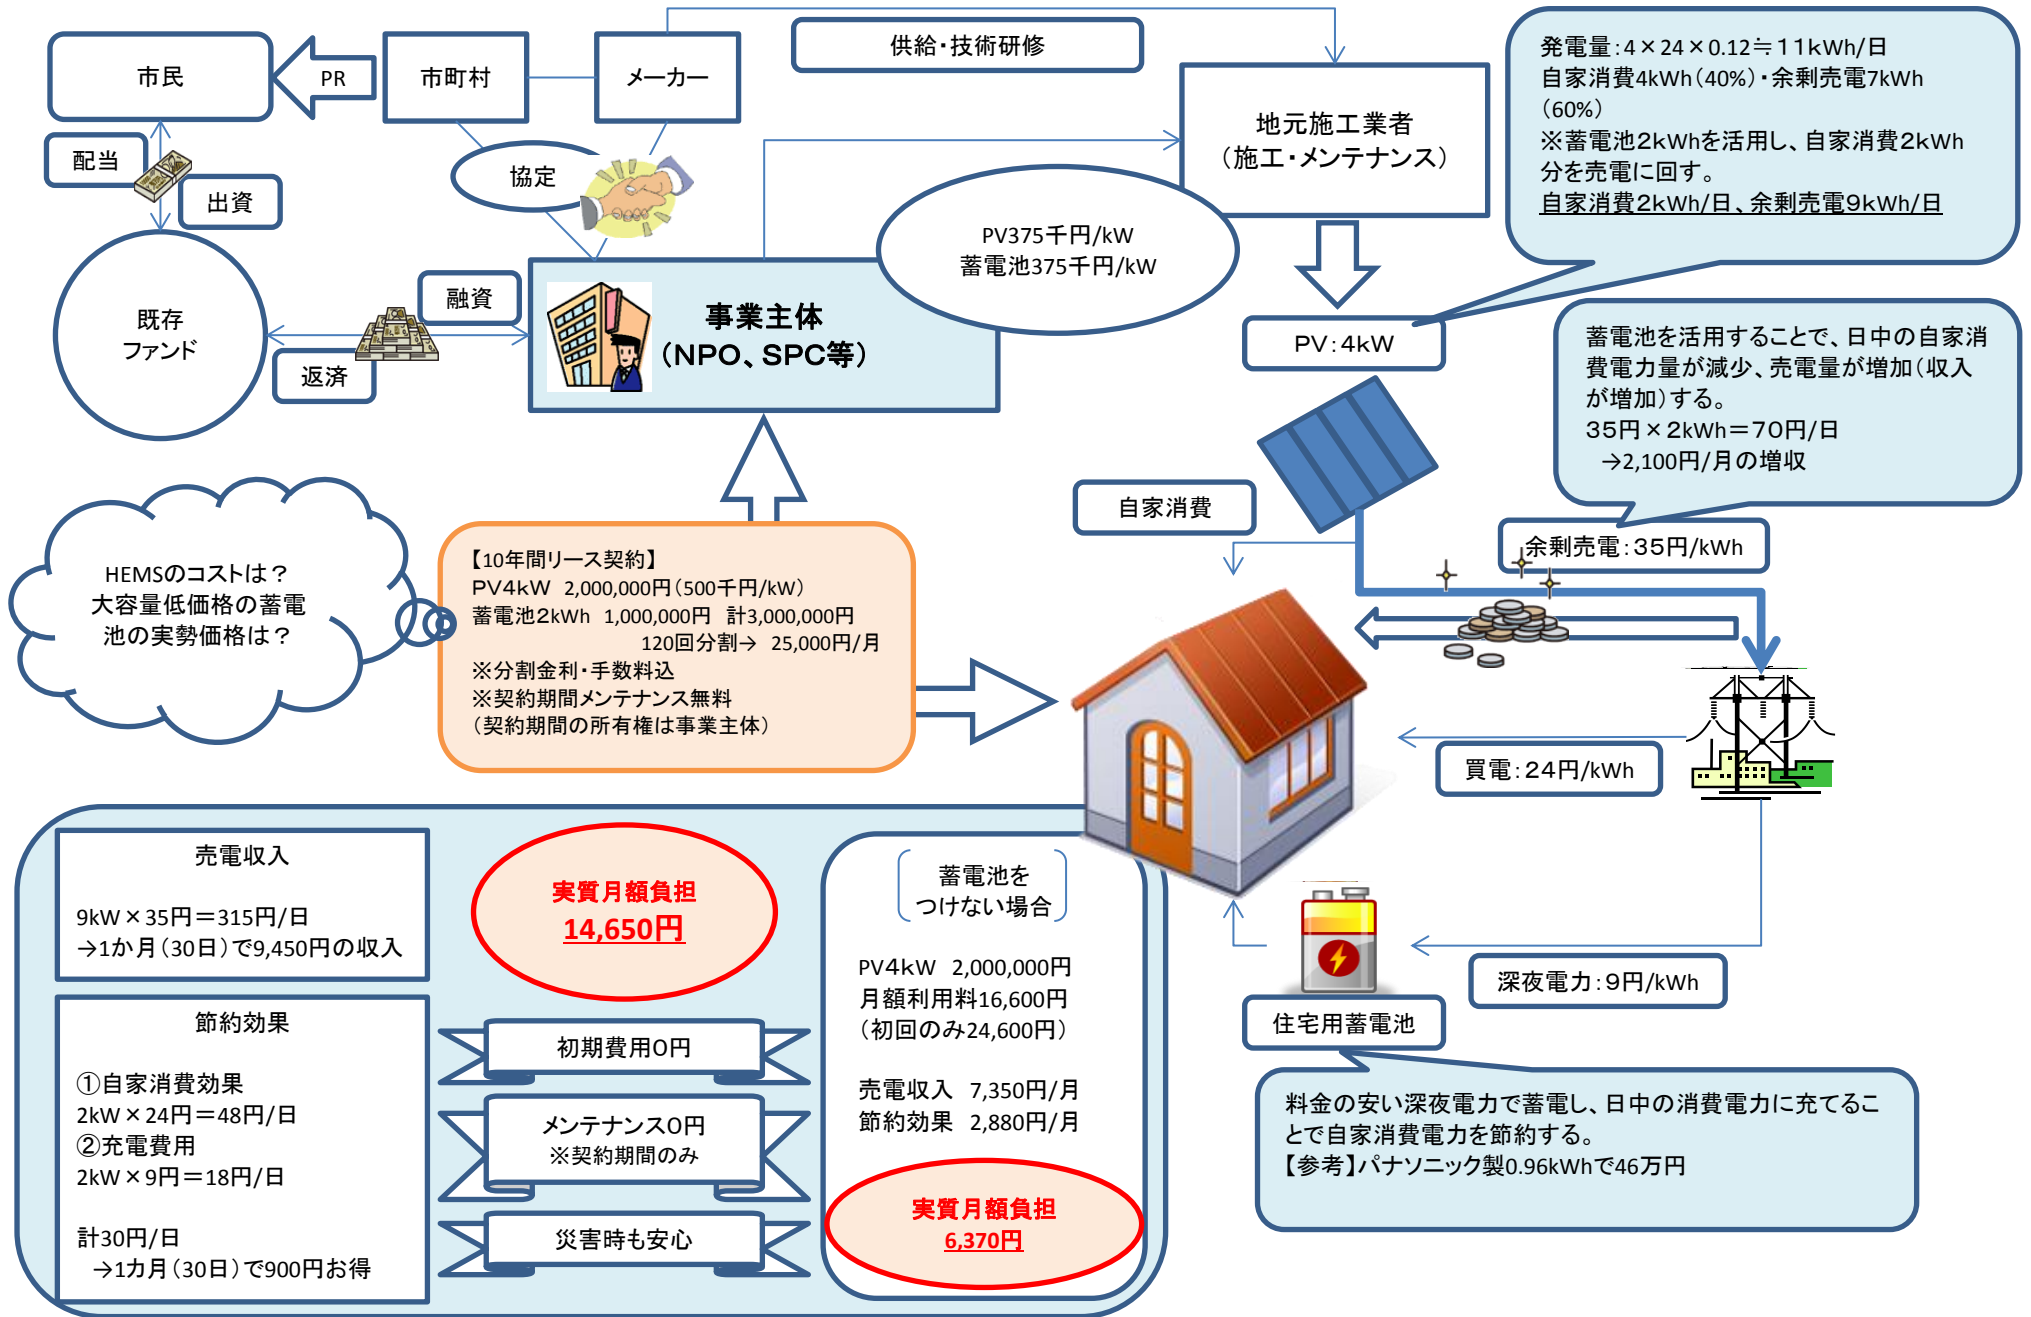 市民
PR
市町村
メーカー
供給・技術研修
配当
出資
協定
地元施工業者
（施工・メンテナンス）
発電量：4×24×0.12≒11kWh/日
自家消費4kWh（40%）・余剰売電7kWh
（60%）
※蓄電池2kWhを活用し、自家消費2kWh
分を売電に回す。
自家消費2kWh/日、余剰売電9kWh/日
PV375千円/kW
蓄電池375千円/kW
既存
ファンド
融資
返済
事業主体
（NPO、SPC等）
PV：4kW
蓄電池を活用することで、日中の自家消
費電力量が減少、売電量が増加（収入
が増加）する。
35円×2kWh＝70円/日
→2,100円/月の増収
自家消費
余剰売電：35円/kWh
HEMSのコストは？
大容量低価格の蓄電
池の実勢価格は？
【10年間リース契約】
PV4kW 2,000,000円（500千円/kW）
蓄電池2kWh 1,000,000円 計3,000,000円
120回分割→ 25,000円/月
※分割金利・手数料込
※契約期間メンテナンス無料
（契約期間の所有権は事業主体）
買電：24円/kWh
深夜電力：9円/kWh
住宅用蓄電池
料金の安い深夜電力で蓄電し、日中の消費電力に充てるこ
とで自家消費電力を節約する。
【参考】パナソニック製0.96kWhで46万円
売電収入
9kW×35円＝315円/日
→1か月（30日）で9,450円の収入
節約効果
①自家消費効果
2kW×24円＝48円/日
②充電費用
2kW×9円＝18円/日
計30円/日
→1カ月（30日）で900円お得
実質月額負担
14,650円
初期費用0円
メンテナンス0円
※契約期間のみ
災害時も安心
蓄電池を
つけない場合
PV4kW 2,000,000円
月額利用料16,600円
（初回のみ24,600円）
売電収入 7,350円/月
節約効果 2,880円/月
実質月額負担
6,370円